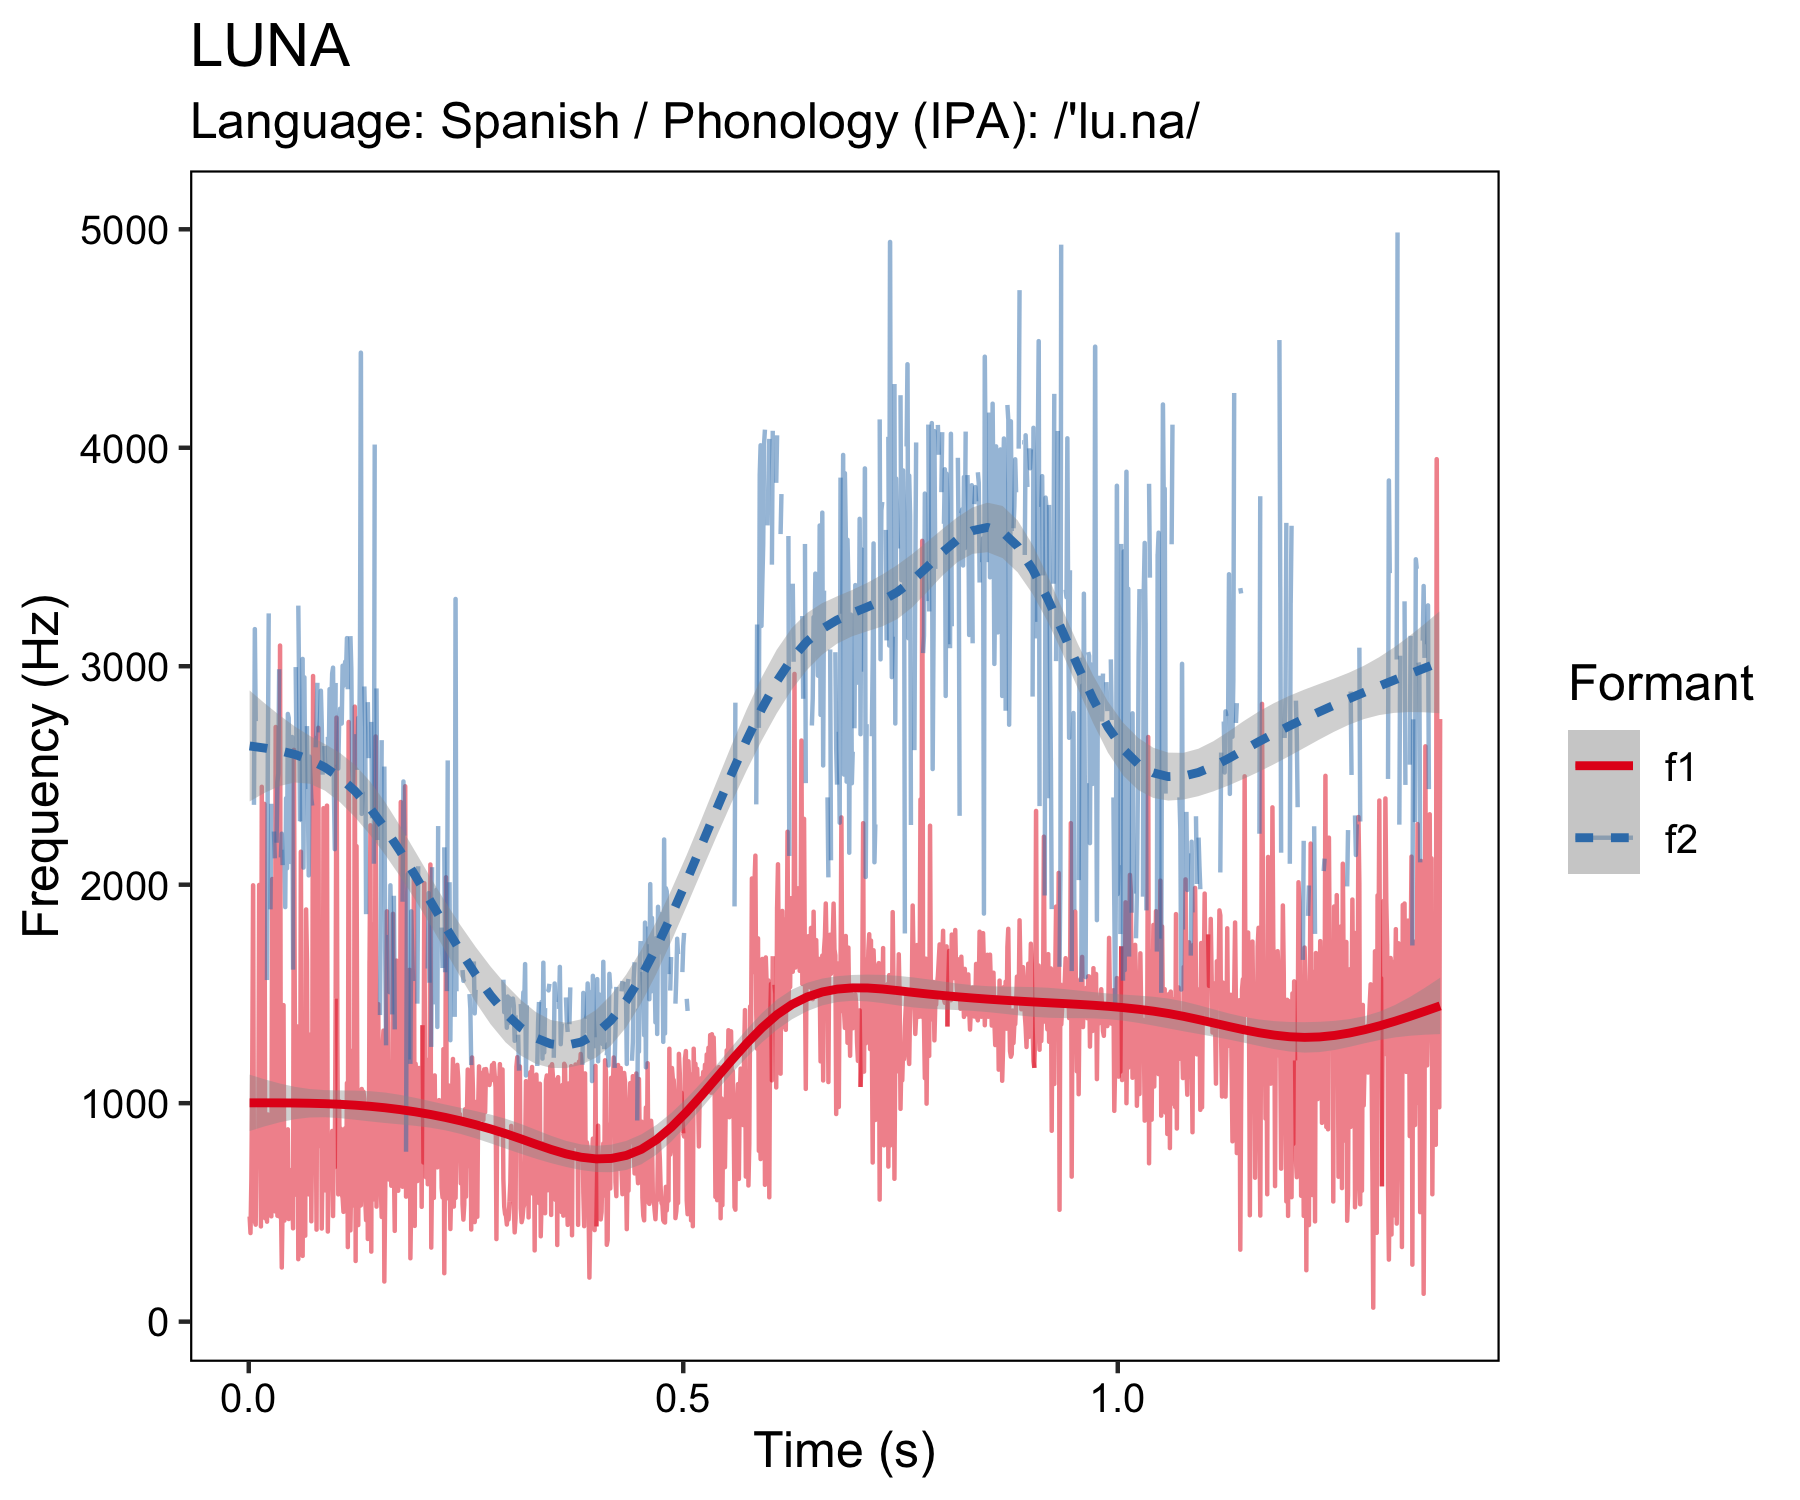 LUNA
Language: Spanish / Phonology (IPA): /'lu.na/
5000
4000
3000
2000
1000
0
Frequency (Hz)
0.0
0.5
1.0
Time (s)
Formant
f1
f2